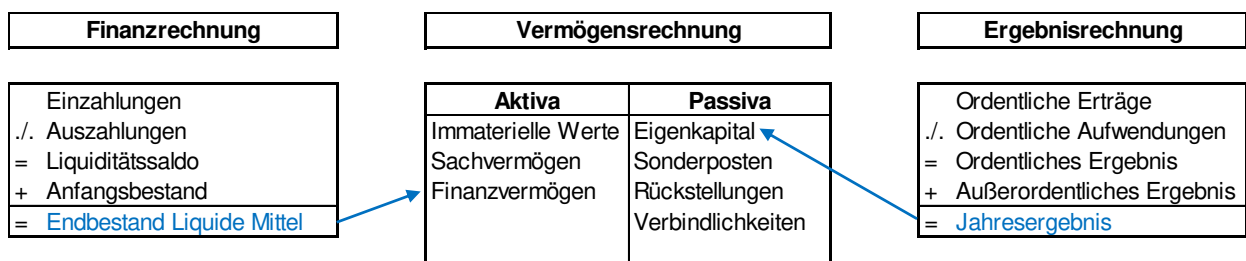 Finanzrechnung
Einzahlungen
./. Auszahlungen
= Liquiditätssaldo
+ Anfangsbestand
= Endbestand Liquide Mittel
Vermögensrechnung
Aktiva Passiva
Immaterielle Werte Eigenkapital
Sachvermögen Sonderposten
Finanzvermögen Rückstellungen
Verbindlichkeiten
Ergebnisrechnung
Ordentliche Erträge
./. Ordentliche Aufwendungen
= Ordentliches Ergebnis
+ Außerordentliches Ergebnis
= Jahresergebnis